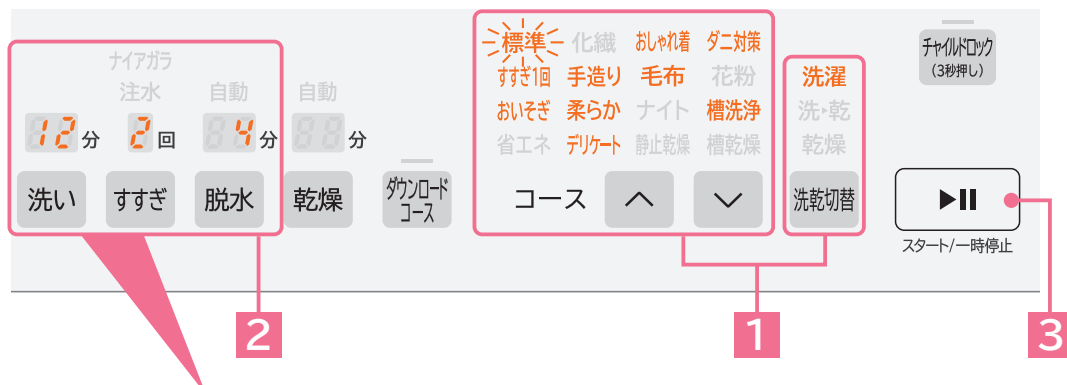 ナイアガラ
注水 自動 自動
12分 2回 4分 分
洗い すすぎ 脱水 乾燥
ダウンロード
コース
標準 化繊 おしゃれ着 ダニ対策
すすぎ1回 手造り 毛布 花粉
おいそぎ 柔らか ナイト 槽洗浄
省エネ デリケート 静止乾燥 槽乾燥
コース
洗濯
洗▸乾
乾燥
洗乾切替
チャイルドロック
(3秒押し)
スタート/一時停止
2
1
3